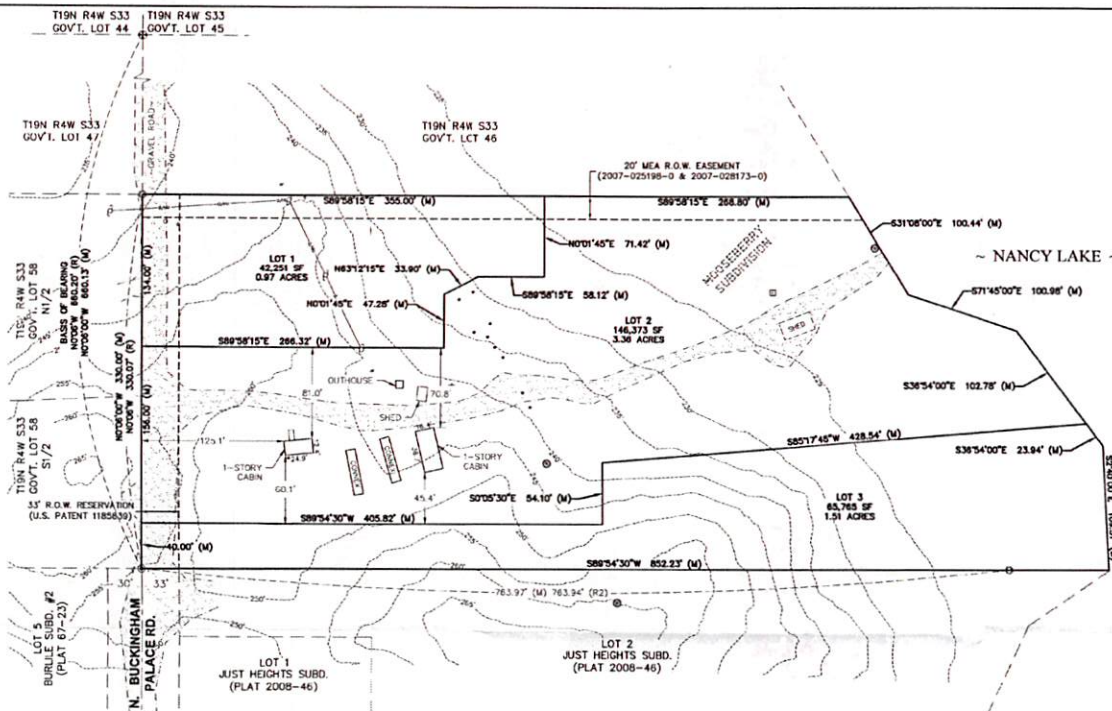 T19N R4W S33
GOV'T. LOT 44
T19N R4W S33
GOV'T. LOT 45
GRAVEL ROAD
T19N R4W S33
GOV'T. LOT 47
T19N R4W S33
GOV'T. LOT 46
20' MEA R.O.W. EASEMENT
(2007-025198-0 & 2007-028173-0)
S89'58'15"E 355.00' (M)
S89'58'15"E 268.80' (M)
S31'08'00"E 100.44' (M)
~ NANCY LAKE ~
N0'01'45"E 71.42' (M)
LOT 1
42,251 SF
0.97 ACRES
N63'12'15"E 33.90' (M)
S89'58'15"E 58.12' (M)
N0'01'45"E 47.28' (M)
MOOSEBERRY
SUBDIVISION
S71'45'00"E 100.98' (M)
LOT 2
146,373 SF
3.36 ACRES
SHED
T19N R4W S33
GOV'T. LOT 58
N1/2
BASIS OF BEARING
N0'06'W 660.20' (R)
N0'06'00"W 660.13' (M)
134.00' (M)
S89'58'15"E 266.32' (M)
S36'54'00"E 102.78' (M)
N0'06'00"W 330.00' (M)
N0'06'W 330.07' (R)
156.00' (M)
OUTHOUSE
81.0'
SHED
70.8'
T19N R4W S33
GOV'T. LOT 58
S1/2
125.1'
24.9'
1-STORY
CABIN
CONNEX
CONNEX
1-STORY
CABIN
60.1'
45.4'
S85'17'45"W 428.54' (M)
S36'54'00"E 23.94' (M)
S0'05'30"E 54.10' (M)
LOT 3
65,765 SF
1.51 ACRES
33' R.O.W. RESERVATION
(U.S. PATENT 1185839)
S89'54'30"W 405.82' (M)
40.00' (M)
S89'54'30"W 852.23' (M)
30'
33'
763.97' (M) 763.94' (R2)
LOT 5
BURLILE SUBD. #2
(PLAT 67-23)
N. BUCKINGHAM
PALACE RD.
LOT 1
JUST HEIGHTS SUBD.
(PLAT 2008-46)
LOT 2
JUST HEIGHTS SUBD.
(PLAT 2008-46)